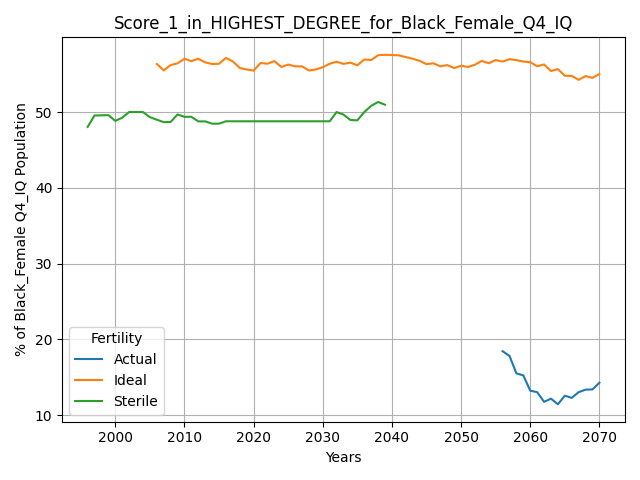 Score_1_in_HIGHEST_DEGREE_for_Black_Female_Q4_IQ
% of Black_Female Q4_IQ Population
50
40
30
20
10
Fertility
Actual
Ideal
Sterile
2000 2010 2020 2030 2040 2050 2060 2070
Years